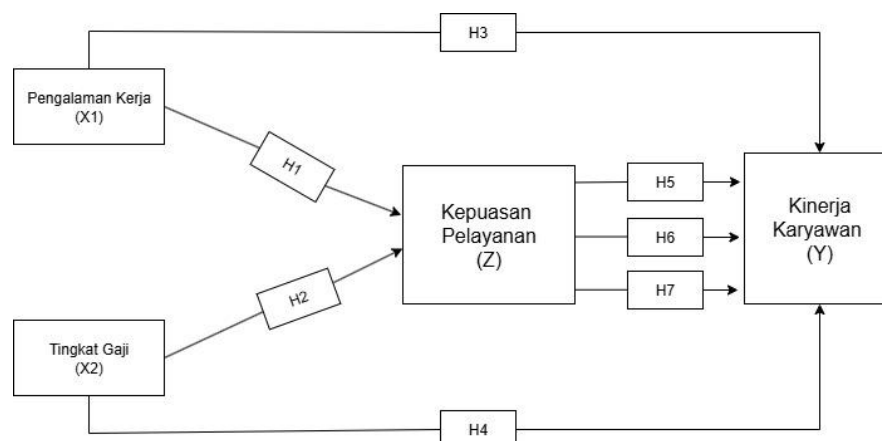 H3
Pengalaman Kerja
(X1)
H1
Kepuasan
Pelayanan
(Z)
H5
H6
H7
Kinerja
Karyawan
(Y)
H2
Tingkat Gaji
(X2)
H4